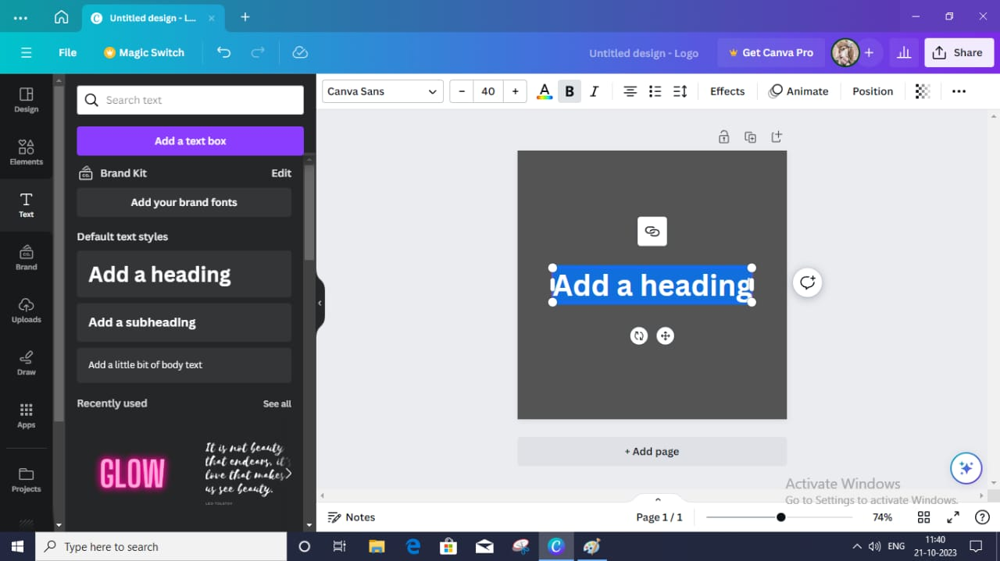 Untitled design - L...
File
Magic Switch
Untitled design - Logo
Get Canva Pro
Share
Design
Elements
Text
Brand
Uploads
Draw
Apps
Projects
Search text
Add a text box
CO.
Brand Kit
Edit
Add your brand fonts
Default text styles
Add a heading
Add a subheading
Add a little bit of body text
Recently used
See all
GLOW
It is not beauty
that endears, it's
love that makes
us see beauty.
LEO TOLSTOY
Canva Sans
– 40 +
A B I
Effects
Animate
Position
Add a heading
+ Add page
Activate Windows
Go to Settings to activate Windows.
Notes
Page 1 / 1
74%
Type here to search
ENG
11:40
21-10-2023